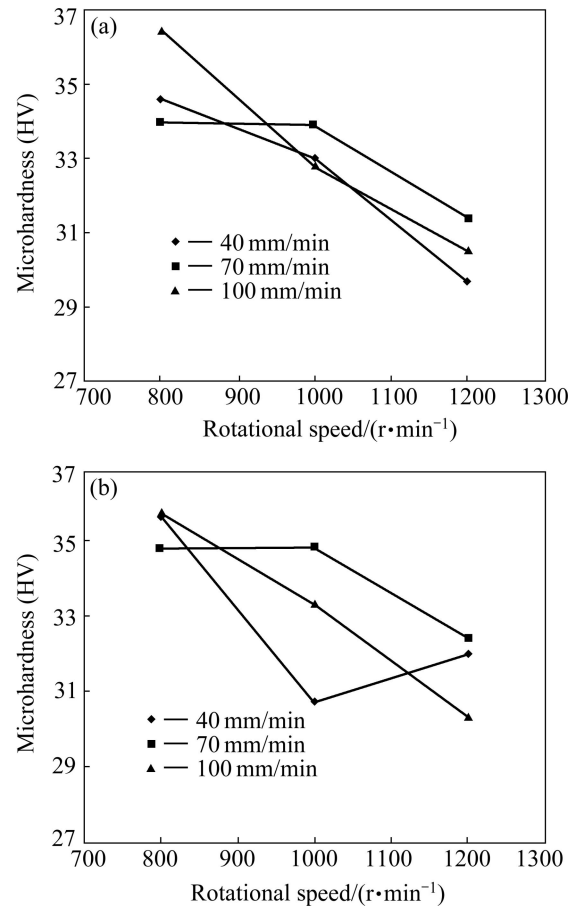 (a)
37
35
33
31
29
27
Microhardness (HV)
40 mm/min
70 mm/min
100 mm/min
700 800 900 1000 1100 1200 1300
Rotational speed/(r•min⁻¹)
(b)
37
35
33
31
29
27
Microhardness (HV)
40 mm/min
70 mm/min
100 mm/min
700 800 900 1000 1100 1200 1300
Rotational speed/(r•min⁻¹)